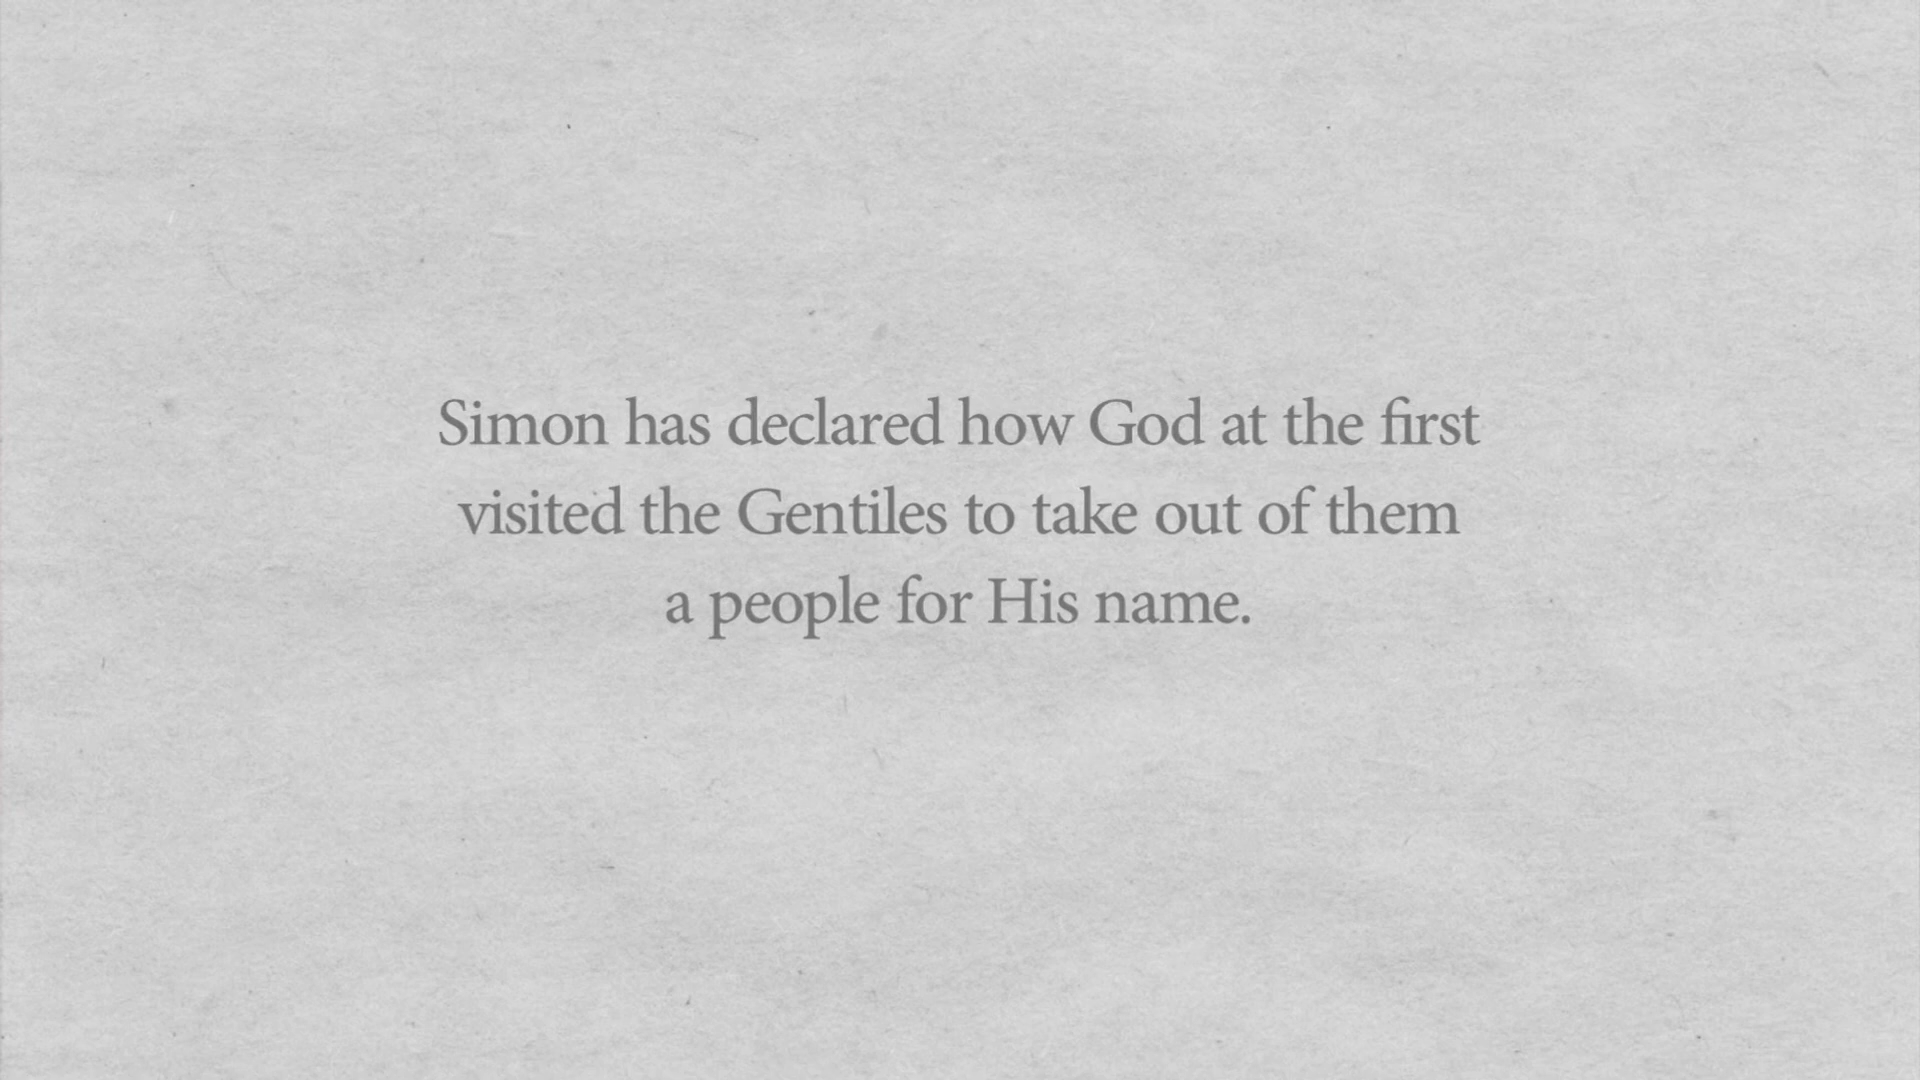 Simon has declared how God at the first
visited the Gentiles to take out of them
a people for His name.